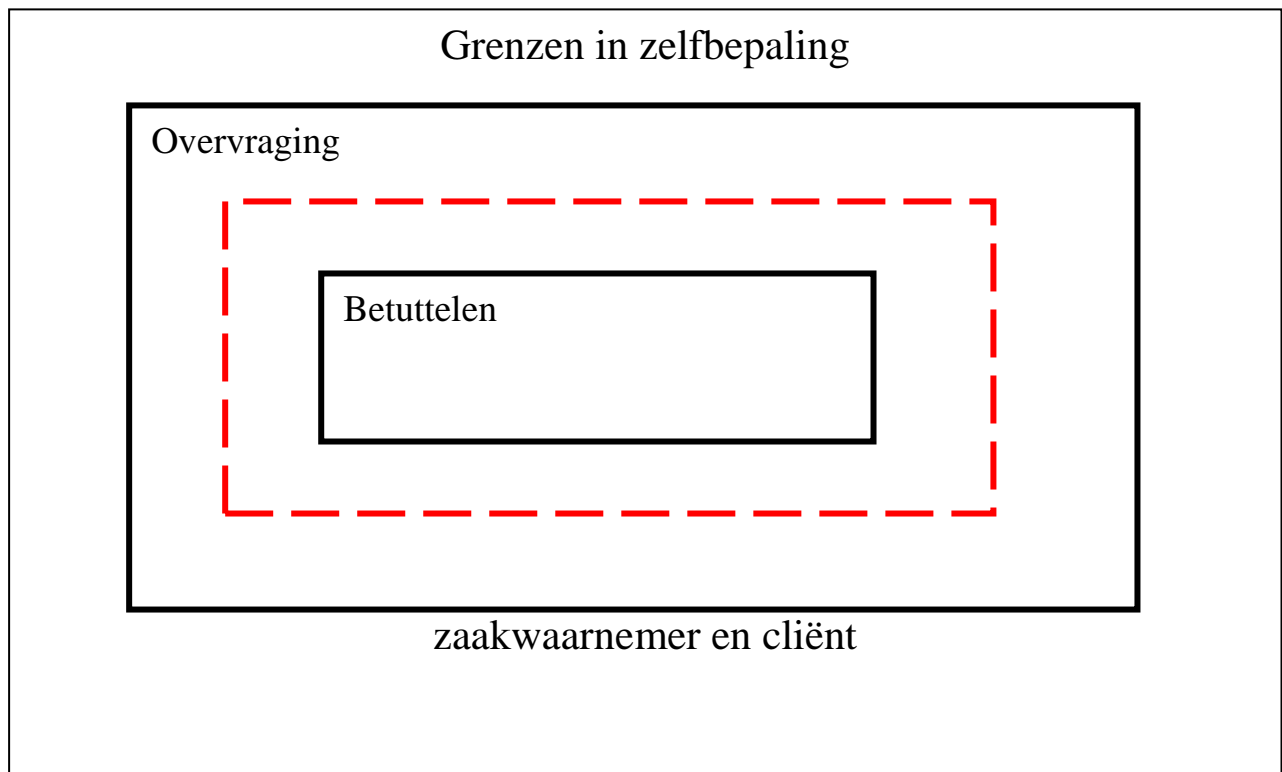 Grenzen in zelfbepaling
Overvraging
Betuttelen
zaakwaarnemer en cliënt